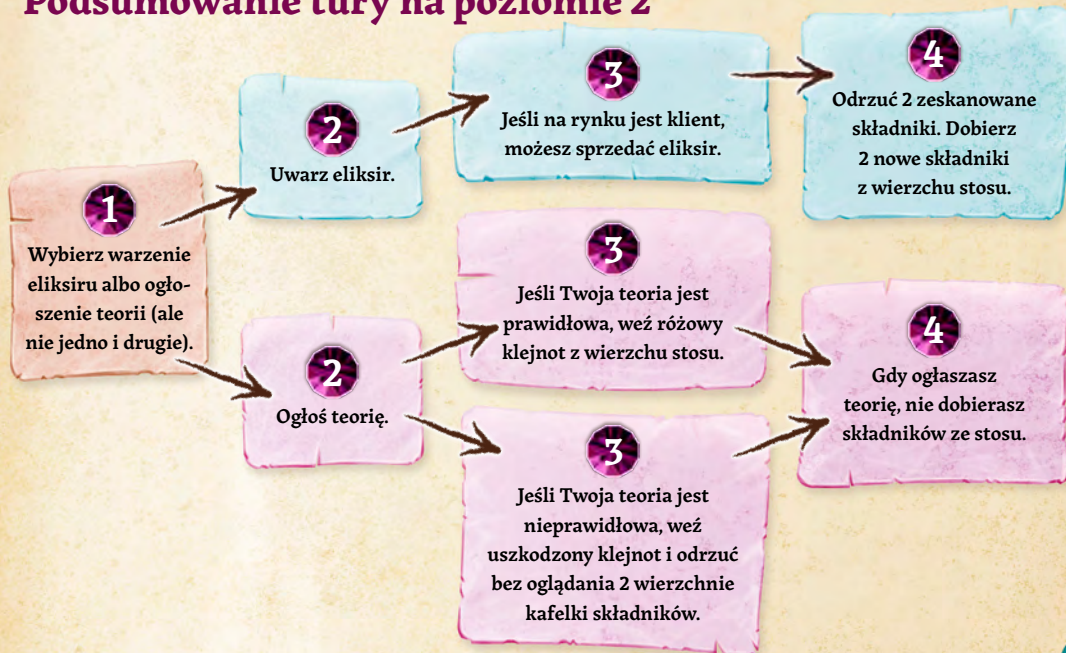 Podsumowanie tury na poziomie 2
1
Wybierz warzenie
eliksiru albo ogło-
szenie teorii (ale
nie jedno i drugie).
2
Uwarz eliksir.
3
Jeśli na rynku jest klient,
możesz sprzedać eliksir.
4
Odrzuć 2 zeskanowane
składniki. Dobierz
2 nowe składniki
z wierzchu stosu.
2
Ogłoś teorię.
3
Jeśli Twoja teoria jest
prawidłowa, weź różowy
klejnot z wierzchu stosu.
3
Jeśli Twoja teoria jest
nieprawidłowa, weź
uszkodzony klejnot i odrzuć
bez oglądania 2 wierzchnie
kafelki składników.
4
Gdy ogłaszasz
teorię, nie dobierasz
składników ze stosu.